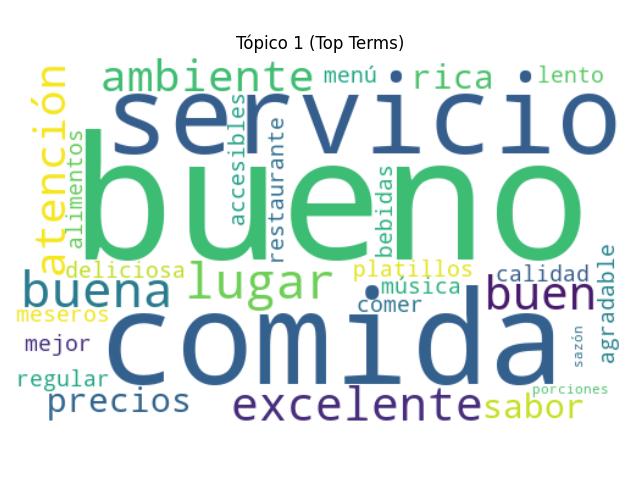 Tópico 1 (Top Terms)
ambiente menú rica lento
servicio
atención
alimentos
accesibles
restaurante
bueno
bebidas
deliciosa
lugar
platillos
calidad
buena
música
comer
buen
agradable
meseros
comida
mejor
sazón
regular
precios
excelente
sabor
porciones